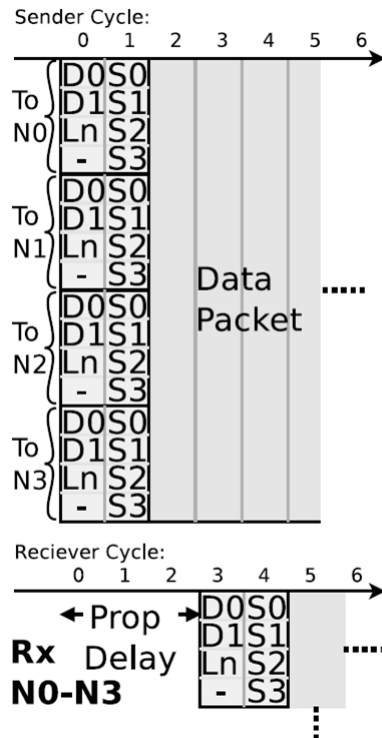 Sender Cycle:
0 1 2 3 4 5 6
To N0
D0 S0
D1 S1
Ln S2
- S3
To N1
D0 S0
D1 S1
Ln S2
- S3
To N2
D0 S0
D1 S1
Ln S2
- S3
To N3
D0 S0
D1 S1
Ln S2
- S3
Data
Packet
Reciever Cycle:
0 1 2 3 4 5 6
Prop
Delay
Rx
N0-N3
D0 S0
D1 S1
Ln S2
- S3